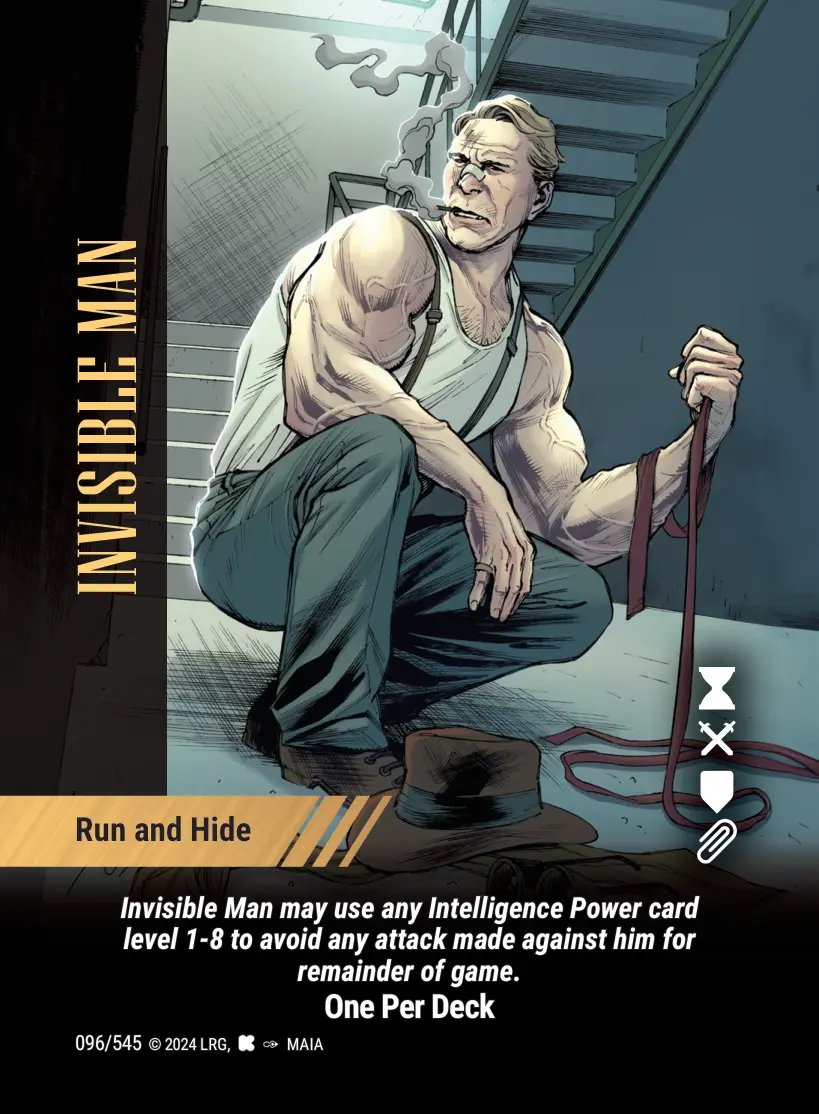 INVISIBLE MAN
Run and Hide
Invisible Man may use any Intelligence Power card
level 1-8 to avoid any attack made against him for
remainder of game.
One Per Deck
096/545 © 2024 LRG, MAIA